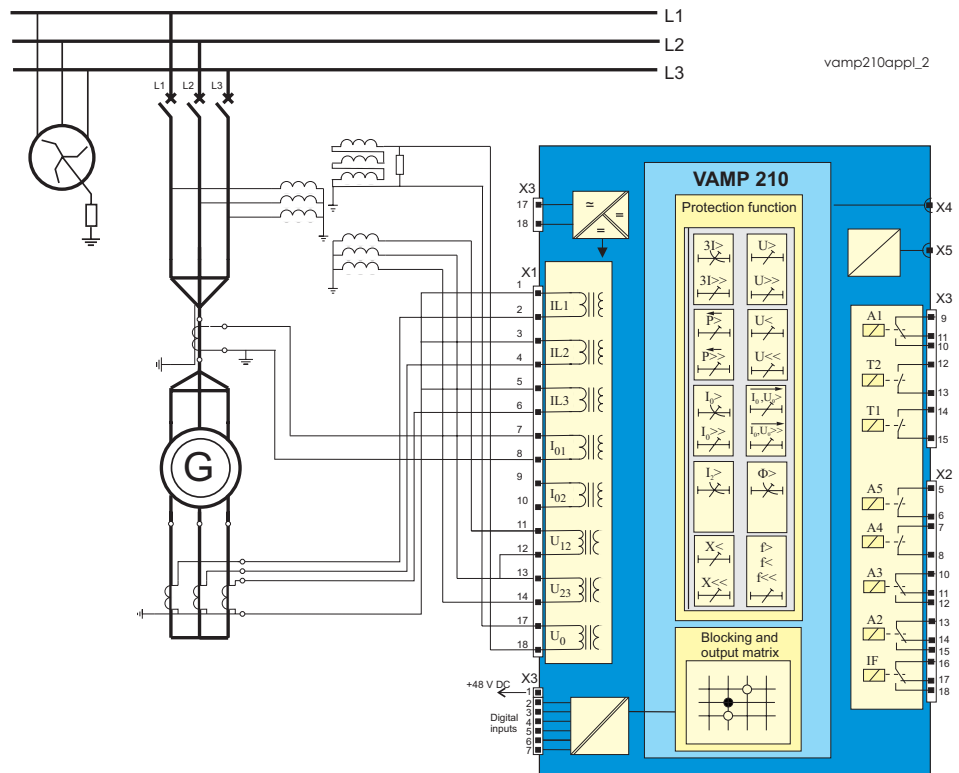 L1
L2
L3
vamp210appl_2
L1 L2 L3
VAMP 210
Protection function
3I> U>
3I>> U>>
P> U<
P>> U<<
I0> I0,U0>
I0>> I0,U0>>
I2> Φ>
X< f>
f<
X<< f<<
Blocking and
output matrix
X3
17
18
≃
=
=
X1
1
2
IL1
3
4
IL2
5
6
IL3
7
8
I01
9
10
I02
11
12
U12
13
14
U23
17
18
U0
X3
+48 V DC
1
Digital
inputs
2
3
4
5
6
7
G
X4
X5
X3
A1
9
11
10
T2
12
13
T1
14
15
X2
A5
5
6
A4
7
8
A3
10
11
12
A2
13
14
15
IF
16
17
18